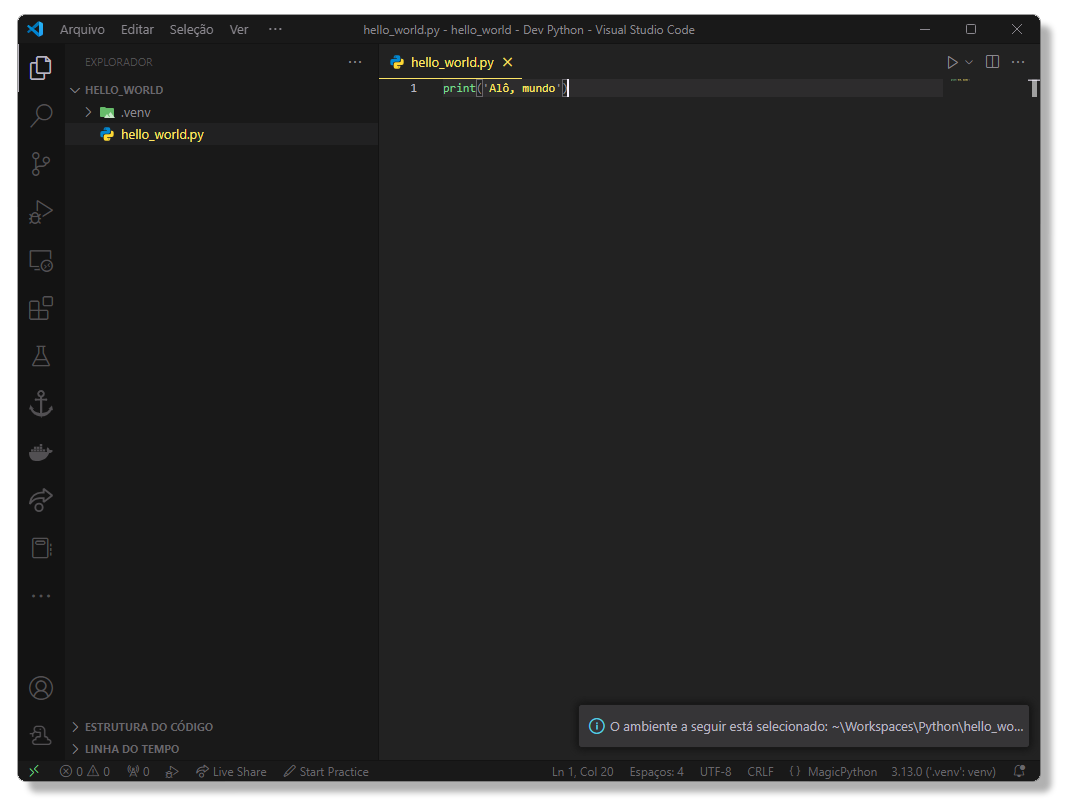 Arquivo Editar Seleção Ver ··· hello_world.py - hello_world - Dev Python - Visual Studio Code
EXPLORADOR ···
HELLO_WORLD
.venv
hello_world.py
hello_world.py
1 print('Alô, mundo')
ESTRUTURA DO CÓDIGO
LINHA DO TEMPO
O ambiente a seguir está selecionado: ~\Workspaces\Python\hello_wo...
0 0 0 Live Share Start Practice Ln 1, Col 20 Espaços: 4 UTF-8 CRLF {} MagicPython 3.13.0 ('.venv': venv)